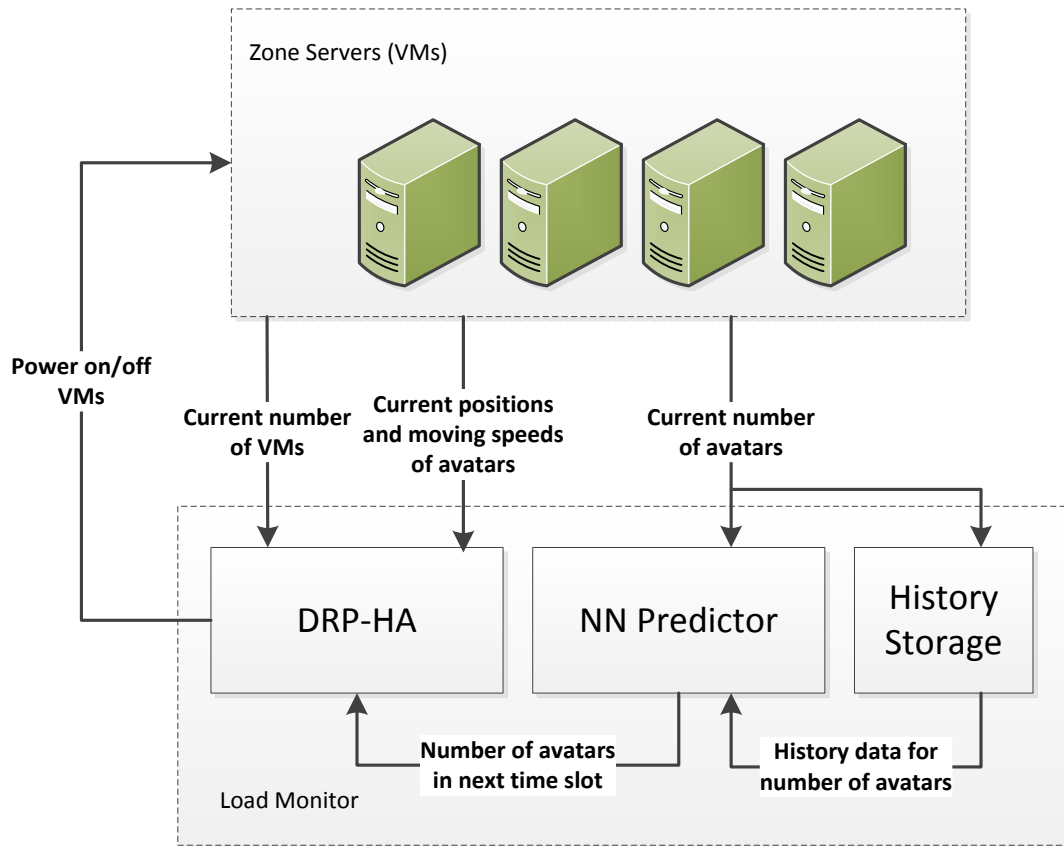 Zone Servers (VMs)
Power on/off
VMs
Current number
of VMs
Current positions
and moving speeds
of avatars
Current number
of avatars
DRP-HA
NN Predictor
History
Storage
Number of avatars
in next time slot
History data for
number of avatars
Load Monitor